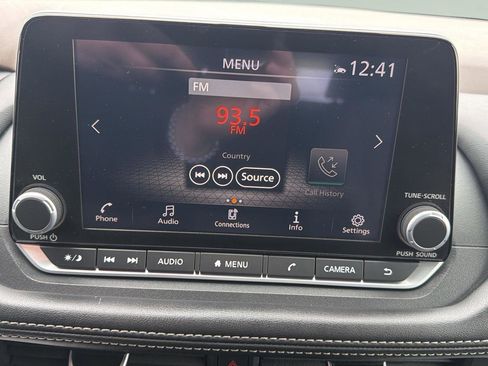 MENU
12:41
FM
93.5
FM
Country
Source
Call History
VOL
PUSH
TUNE•SCROLL
PUSH SOUND
Phone
Audio
Connections
Info
Settings
AUDIO
MENU
CAMERA